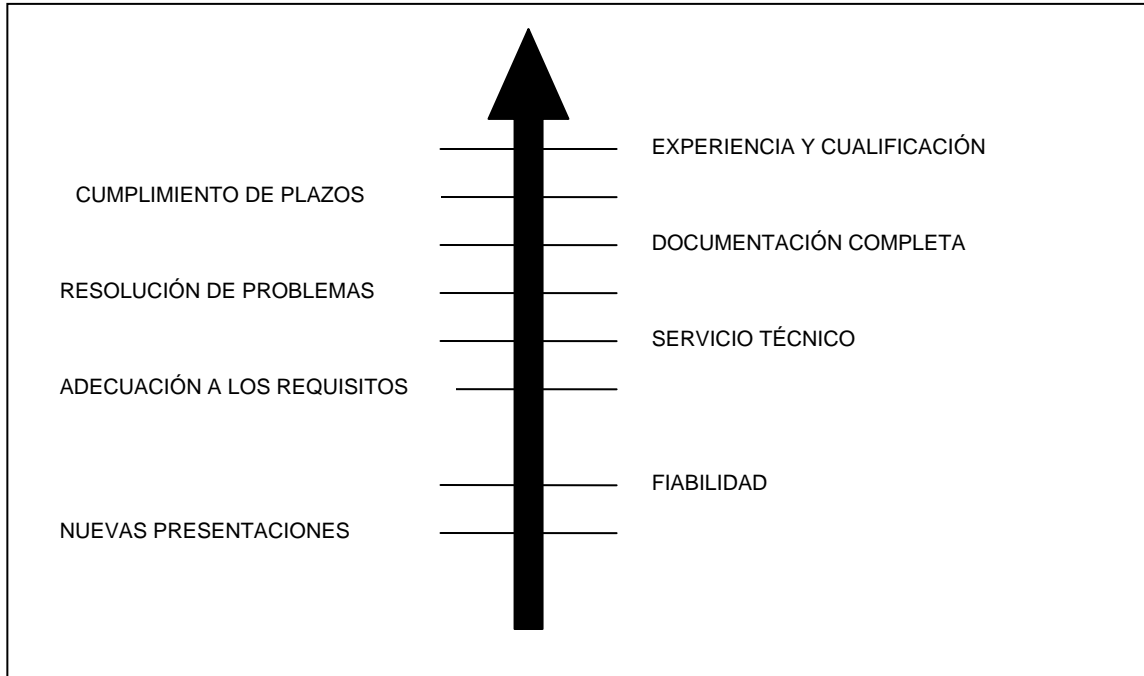 EXPERIENCIA Y CUALIFICACIÓN
CUMPLIMIENTO DE PLAZOS
DOCUMENTACIÓN COMPLETA
RESOLUCIÓN DE PROBLEMAS
SERVICIO TÉCNICO
ADECUACIÓN A LOS REQUISITOS
FIABILIDAD
NUEVAS PRESENTACIONES